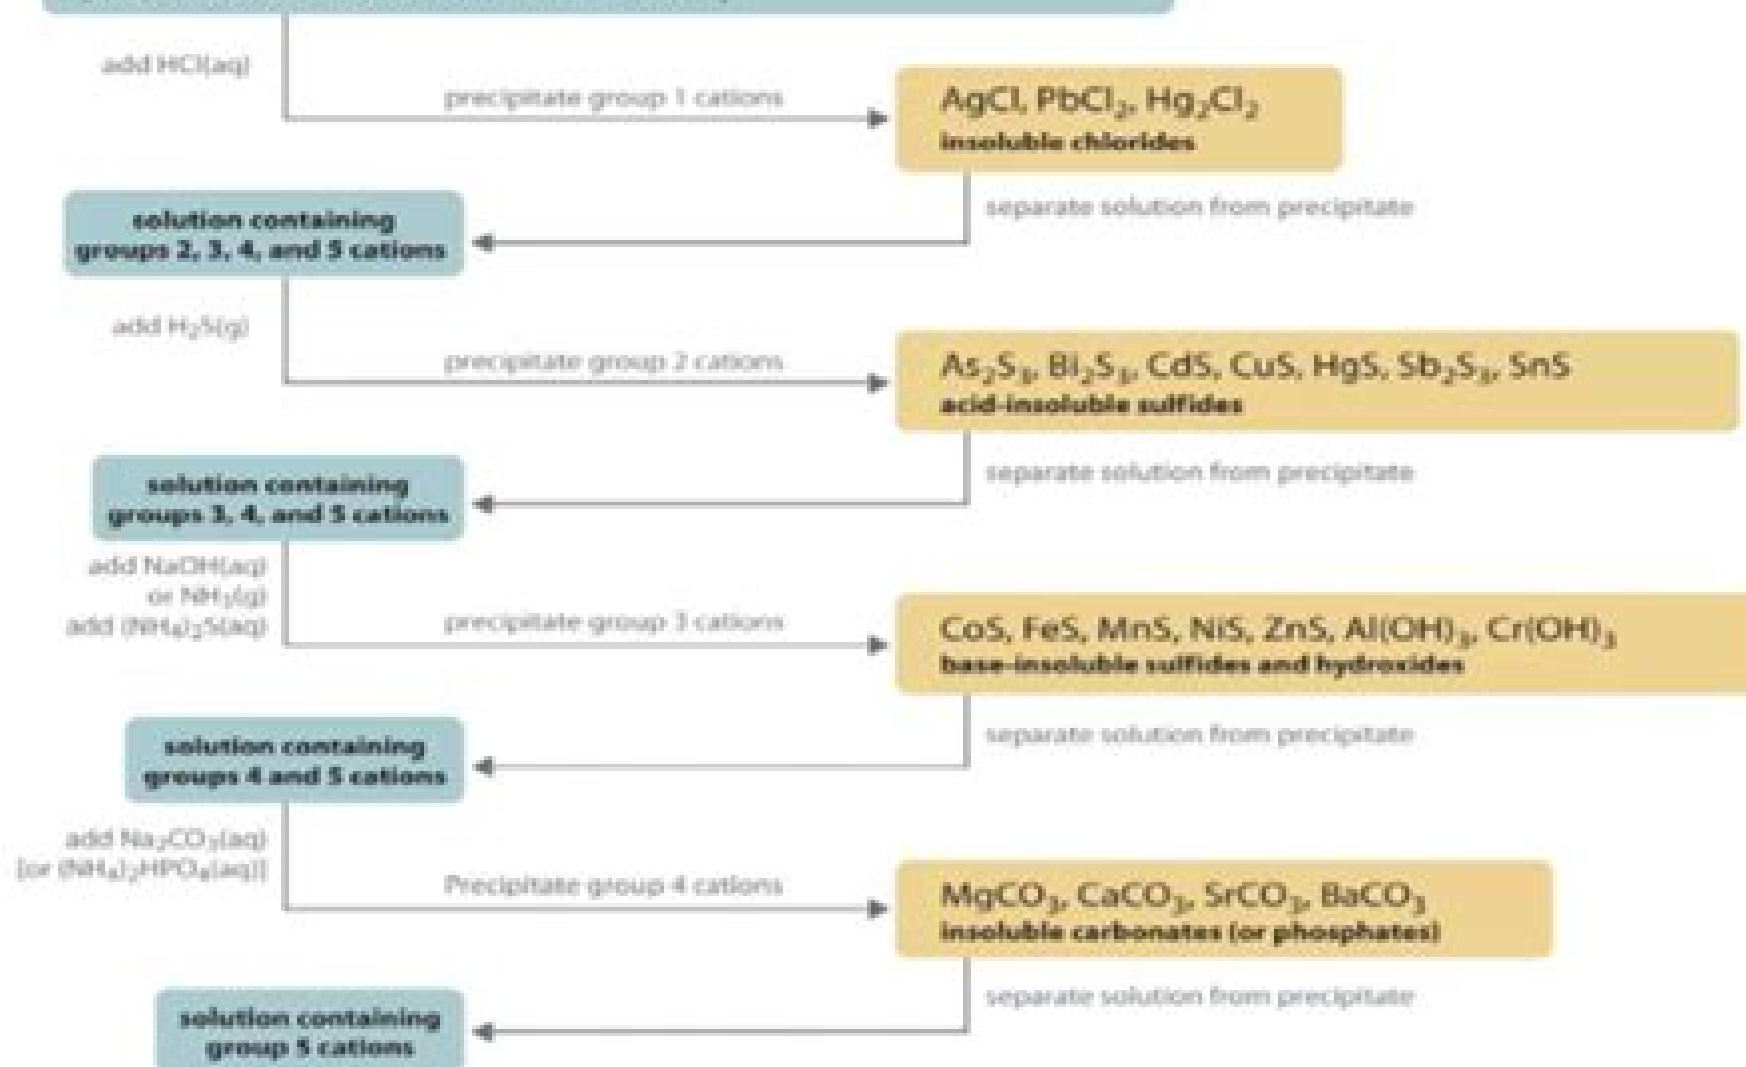 add HCl(aq)
precipitate group 1 cations
AgCl, PbCl₂, Hg₂Cl₂
insoluble chlorides
separate solution from precipitate
solution containing
groups 2, 3, 4, and 5 cations
add H₂S(g)
precipitate group 2 cations
As₂S₃, Bi₂S₃, CdS, CuS, HgS, Sb₂S₃, SnS
acid-insoluble sulfides
separate solution from precipitate
solution containing
groups 3, 4, and 5 cations
add NaOH(aq)
or NH₃(g)
add (NH₄)₂S(aq)
precipitate group 3 cations
CoS, FeS, MnS, NiS, ZnS, Al(OH)₃, Cr(OH)₃
base-insoluble sulfides and hydroxides
separate solution from precipitate
solution containing
groups 4 and 5 cations
add Na₂CO₃(aq)
[or (NH₄)₂HPO₄(aq)]
Precipitate group 4 cations
MgCO₃, CaCO₃, SrCO₃, BaCO₃
insoluble carbonates (or phosphates)
separate solution from precipitate
solution containing
group 5 cations